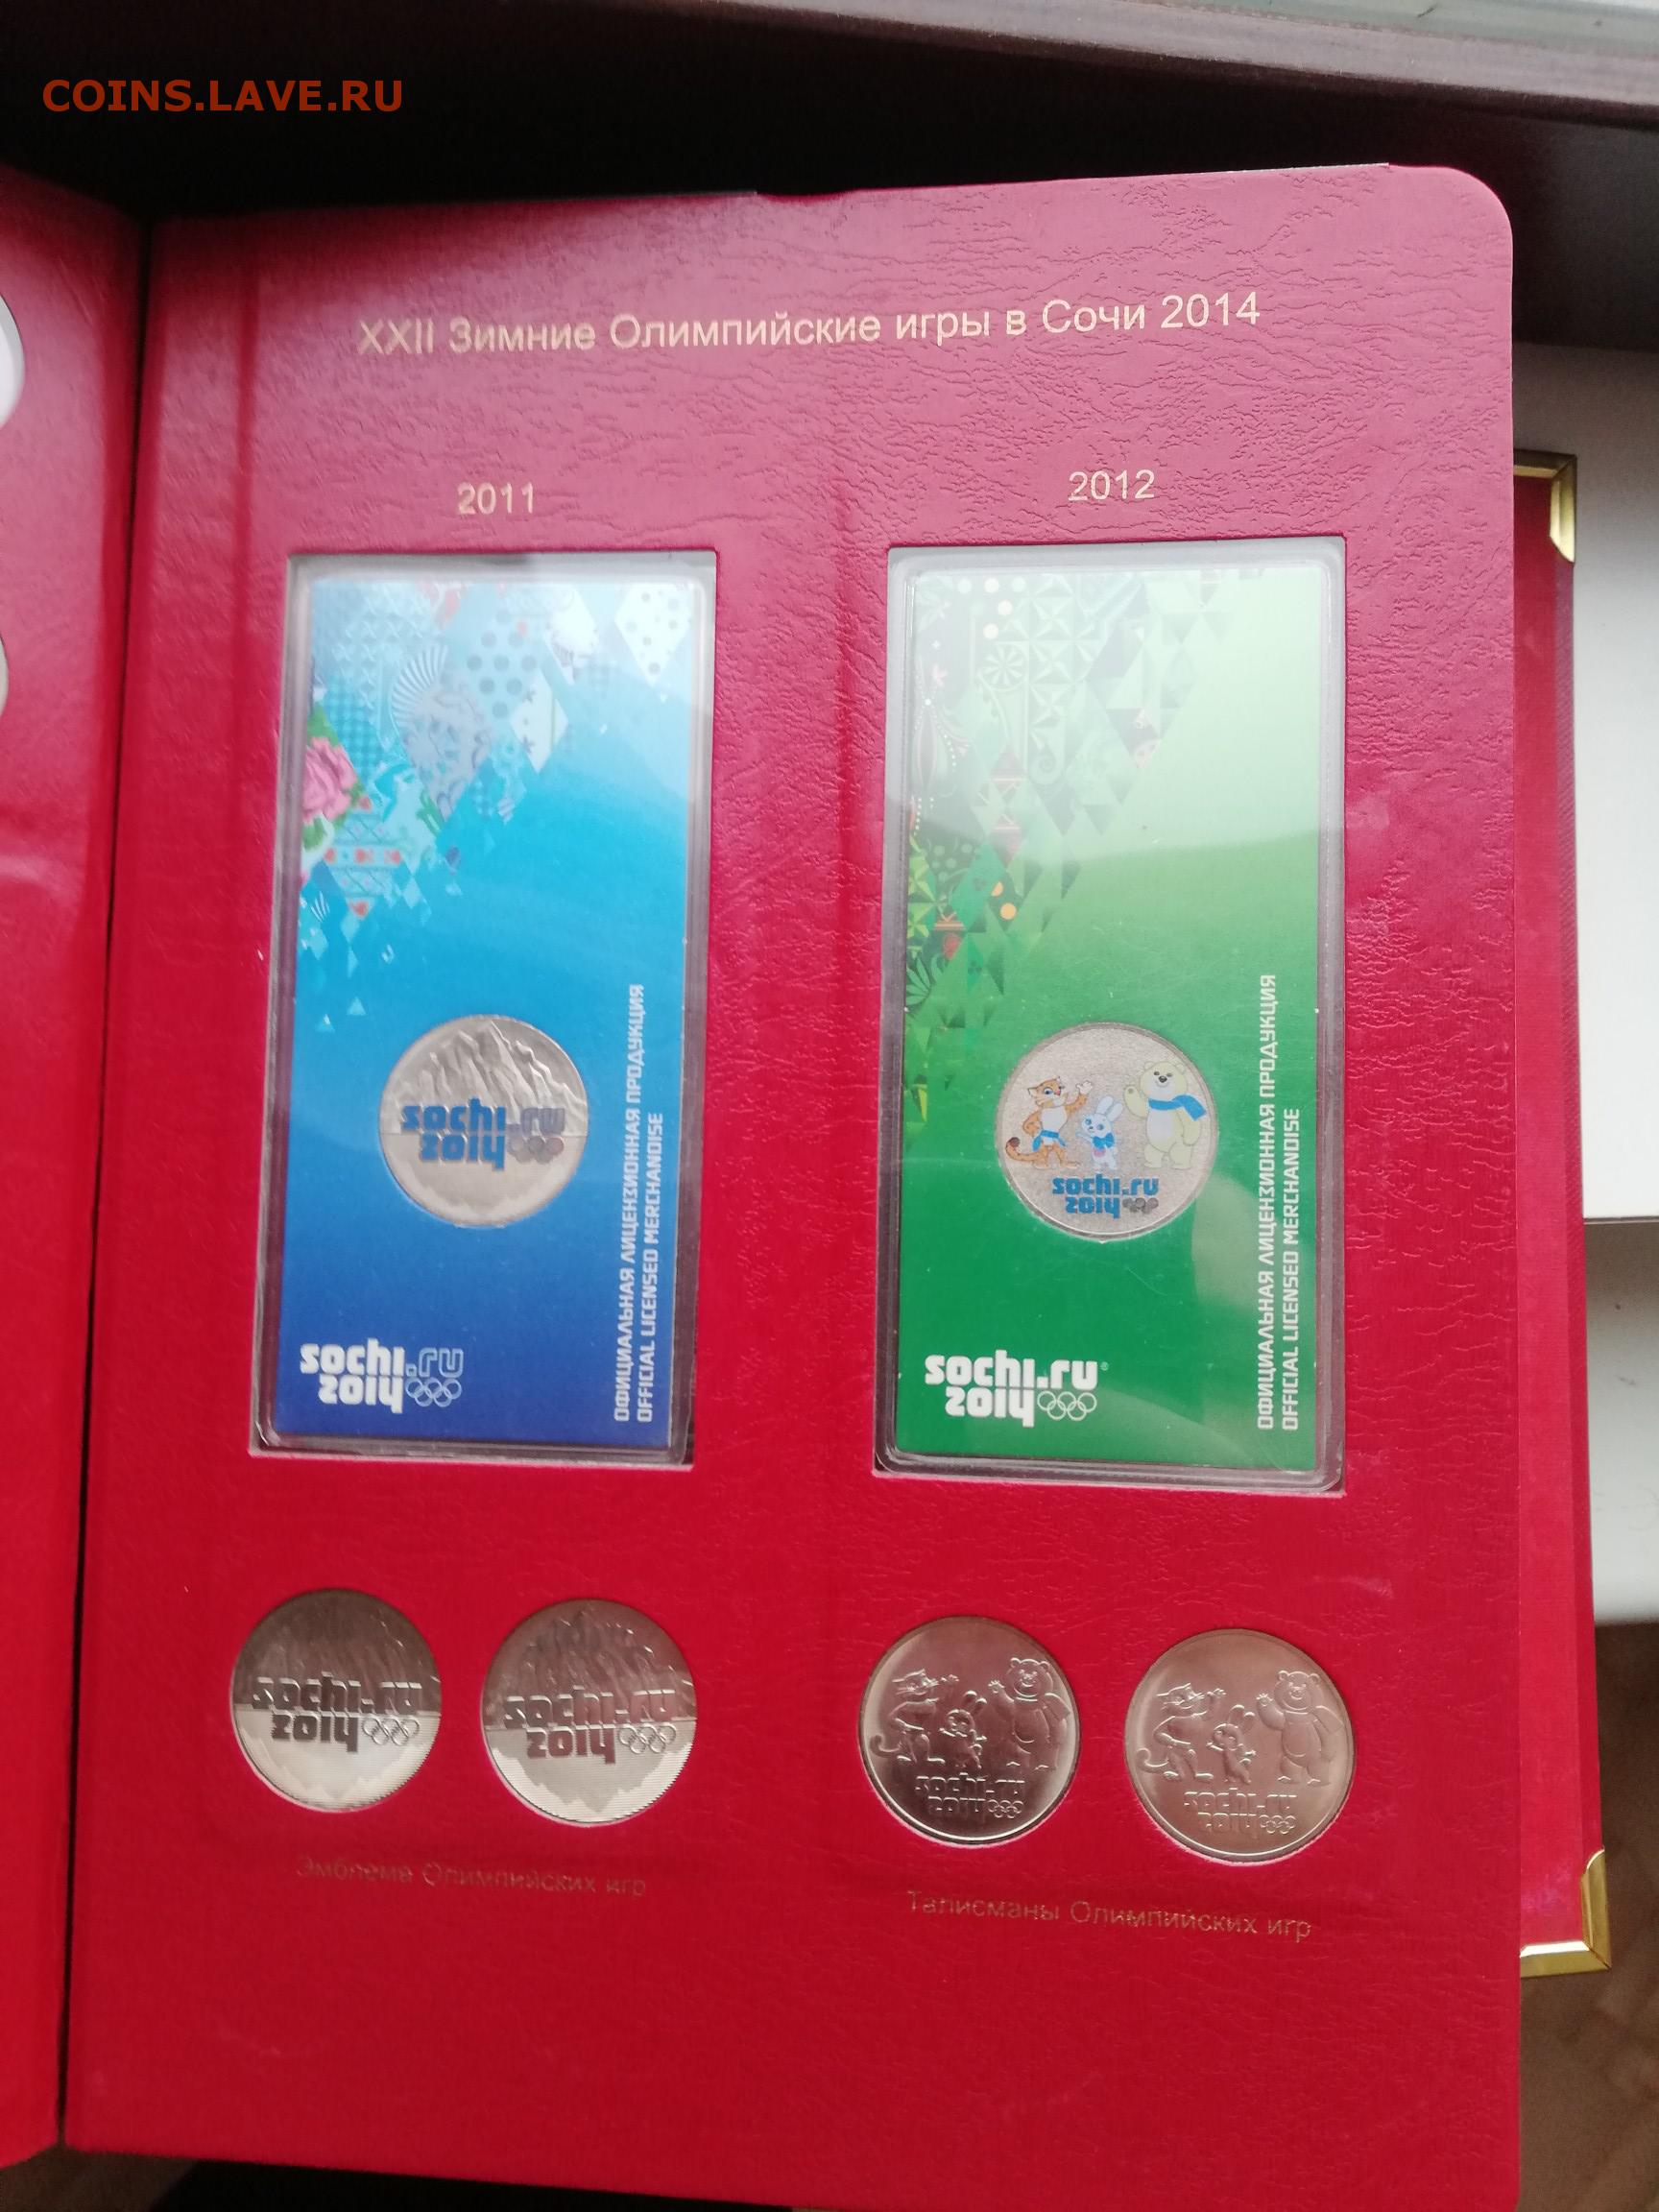 COINS.LAVE.RU
XXII Зимние Олимпийские игры в Сочи 2014
2011
2012
sochi.ru
2014
ОФИЦИАЛЬНАЯ ЛИЦЕНЗИОННАЯ ПРОДУКЦИЯ
OFFICIAL LICENSED MERCHANDISE
sochi.ru
2014
sochi.ru
2014
ОФИЦИАЛЬНАЯ ЛИЦЕНЗИОННАЯ ПРОДУКЦИЯ
OFFICIAL LICENSED MERCHANDISE
sochi.ru
2014
sochi.ru
2014
sochi.ru
2014
sochi.ru
2014
sochi.ru
2014
Эмблема Олимпийских игр
Талисманы Олимпийских игр